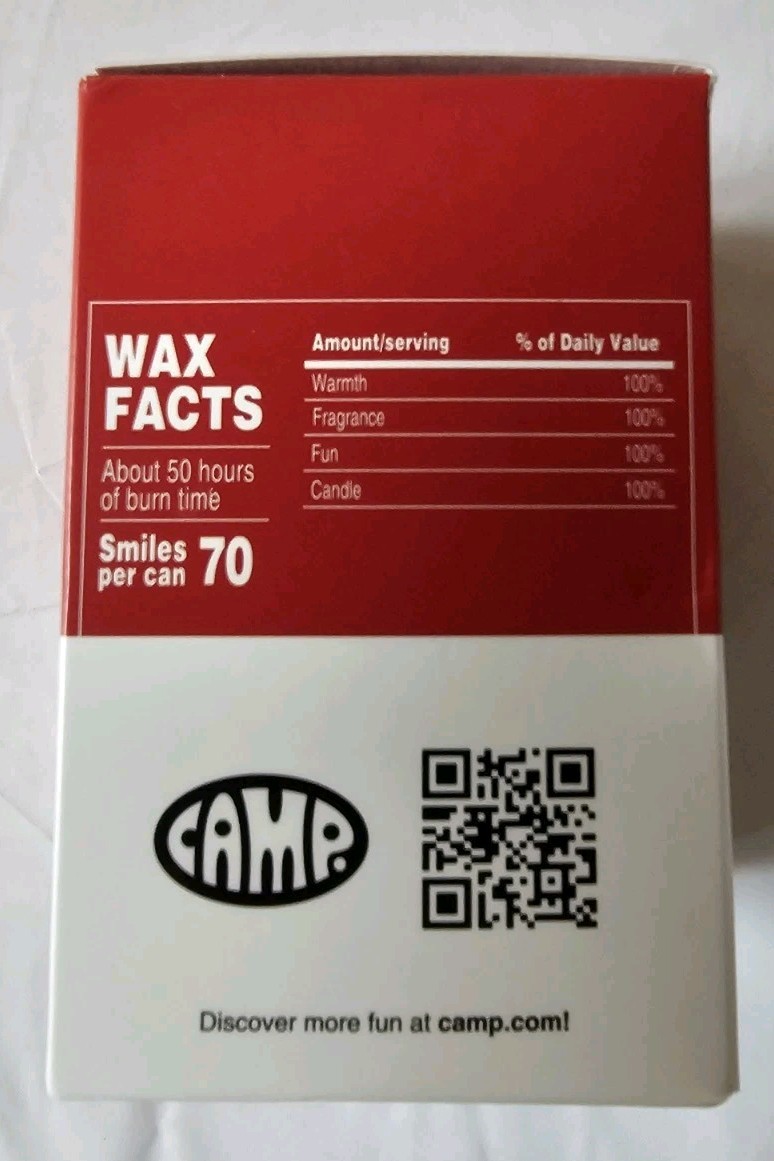 WAX
FACTS
About 50 hours
of burn time
Smiles
per can 70
Amount/serving % of Daily Value
Warmth 100%
Fragrance 100%
Fun 100%
Candle 100%
CAMP.
Discover more fun at camp.com!